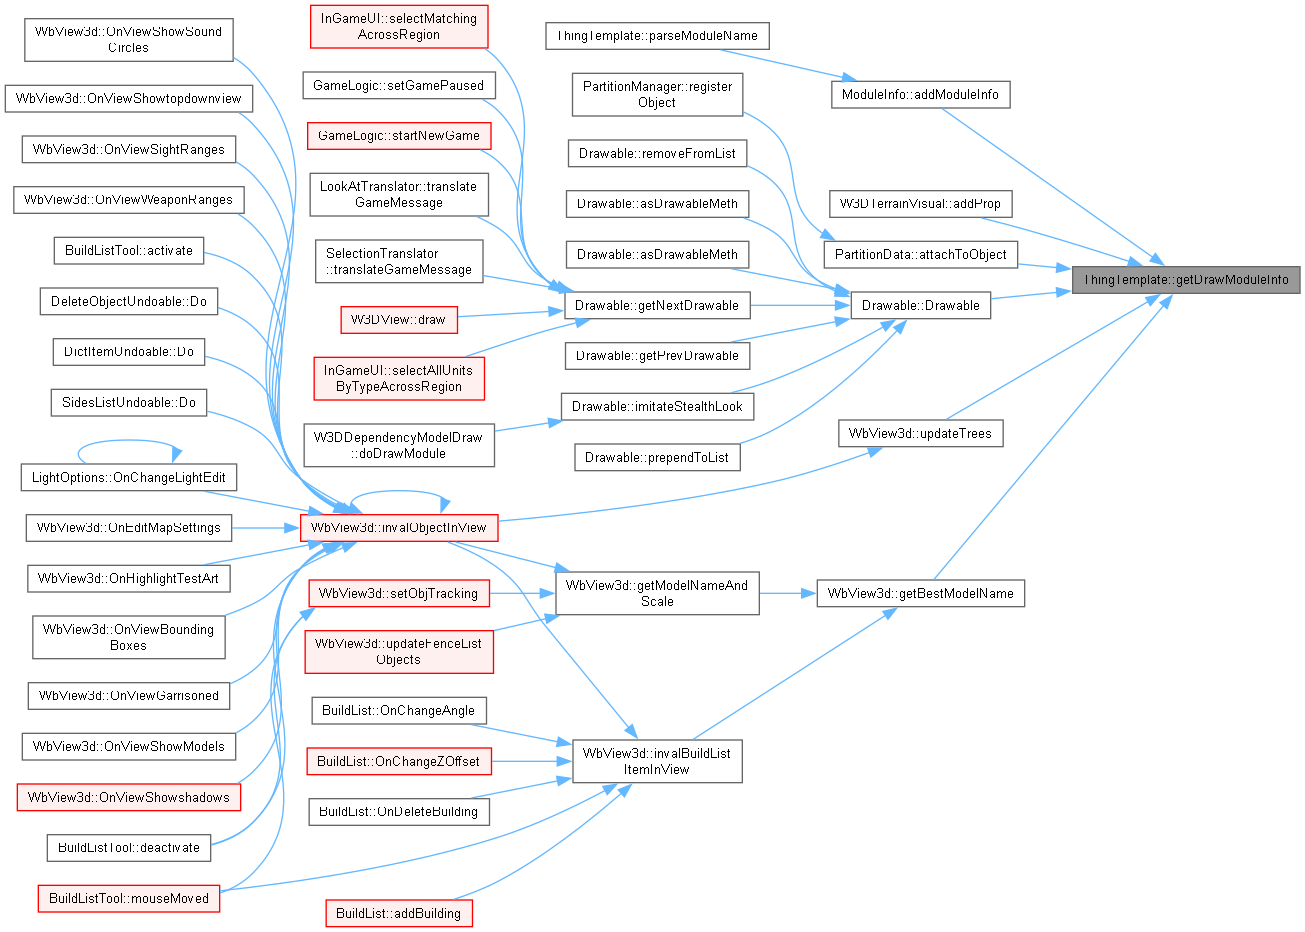 WbView3d::OnViewShowSound
Circles
WbView3d::OnViewShowtopdownview
WbView3d::OnViewSightRanges
WbView3d::OnViewWeaponRanges
BuildListTool::activate
DeleteObjectUndoable::Do
DictItemUndoable::Do
SidesListUndoable::Do
LightOptions::OnChangeLightEdit
WbView3d::OnEditMapSettings
WbView3d::OnHighlightTestArt
WbView3d::OnViewBounding
Boxes
WbView3d::OnViewGarrisoned
WbView3d::OnViewShowModels
WbView3d::OnViewShowshadows
BuildListTool::deactivate
BuildListTool::mouseMoved
InGameUI::selectMatching
AcrossRegion
GameLogic::setGamePaused
GameLogic::startNewGame
LookAtTranslator::translate
GameMessage
SelectionTranslator
::translateGameMessage
W3DView::draw
InGameUI::selectAllUnits
ByTypeAcrossRegion
W3DDependencyModelDraw
::doDrawModule
WbView3d::invalObjectInView
WbView3d::setObjTracking
WbView3d::updateFenceList
Objects
BuildList::OnChangeAngle
BuildList::OnChangeZOffset
BuildList::OnDeleteBuilding
BuildList::addBuilding
ThingTemplate::parseModuleName
PartitionManager::register
Object
Drawable::removeFromList
Drawable::asDrawableMeth
Drawable::asDrawableMeth
Drawable::getNextDrawable
Drawable::getPrevDrawable
Drawable::imitateStealthLook
Drawable::prependToList
WbView3d::getModelNameAnd
Scale
WbView3d::invalBuildList
ItemInView
ModuleInfo::addModuleInfo
W3DTerrainVisual::addProp
PartitionData::attachToObject
Drawable::Drawable
WbView3d::updateTrees
WbView3d::getBestModelName
ThingTemplate::getDrawModuleInfo